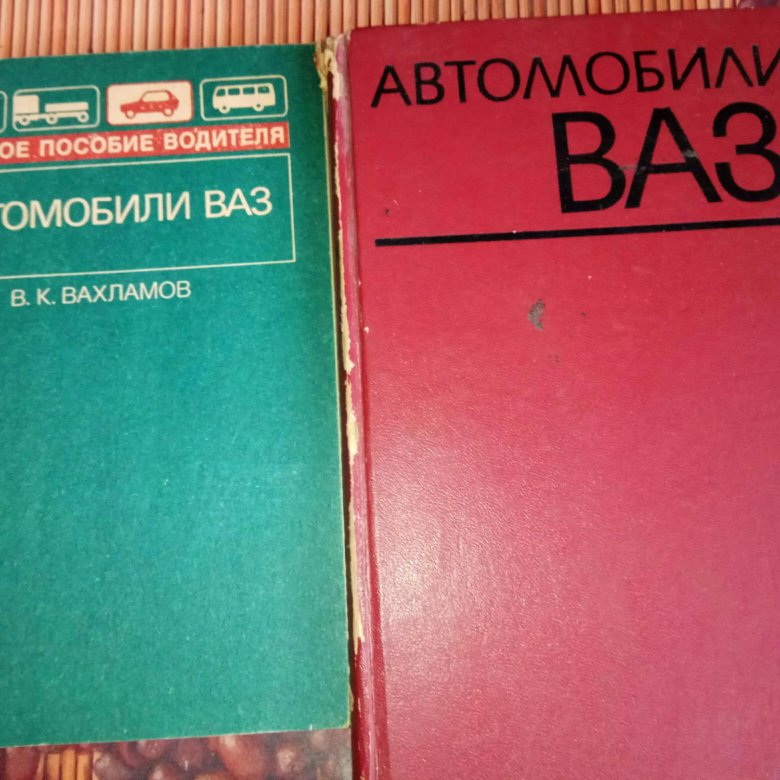 ОЕ ПОСОБИЕ ВОДИТЕЛЯ
ТОМОБИЛИ ВАЗ
В. К. ВАХЛАМОВ
АВТОМОБИЛИ
ВАЗ